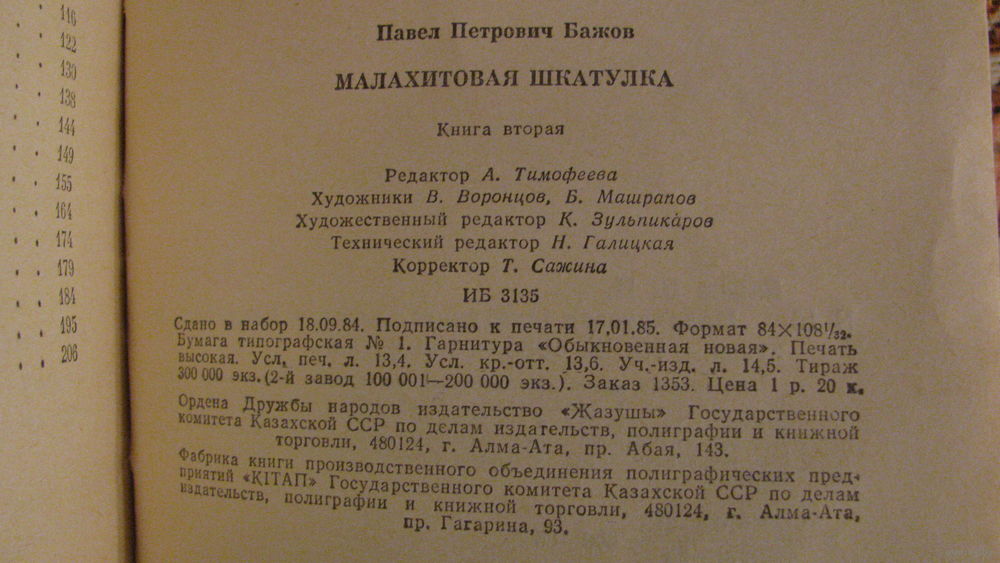 116
122
130
138
144
149
155
164
174
179
184
195
206
Павел Петрович Бажов
МАЛАХИТОВАЯ ШКАТУЛКА
Книга вторая
Редактор А. Тимофеева
Художники В. Воронцов, Б. Машрапов
Художественный редактор К. Зульпикаров
Технический редактор Н. Галицкая
Корректор Т. Сажина
ИБ 3135
Сдано в набор 18.09.84. Подписано к печати 17.01.85. Формат 84×108 1/32.
Бумага типографская № 1. Гарнитура «Обыкновенная новая». Печать
высокая. Усл. печ. л. 13,4. Усл. кр.-отт. 13,6. Уч.-изд. л. 14,5. Тираж
300 000 экз. (2-й завод 100 001—200 000 экз.). Заказ 1353. Цена 1 р. 20 к.
Ордена Дружбы народов издательство «Жазушы» Государственного
комитета Казахской ССР по делам издательств, полиграфии и книжной
торговли, 480124, г. Алма-Ата, пр. Абая, 143.
Фабрика книги производственного объединения полиграфических пред-
приятий «КIТАП» Государственного комитета Казахской ССР по делам
издательств, полиграфии и книжной торговли, 480124, г. Алма-Ата,
пр. Гагарина, 93.